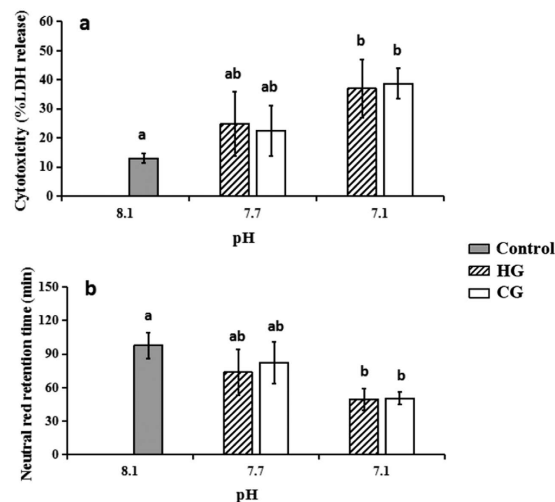 a
Cytotoxicity (%LDH release)
60
50
40
30
20
10
0
a
ab
ab
b
b
8.1
7.7
7.1
pH
Control
HG
CG
b
Neutral red retention time (min)
150
120
90
60
30
0
a
ab
ab
b
b
8.1
7.7
7.1
pH